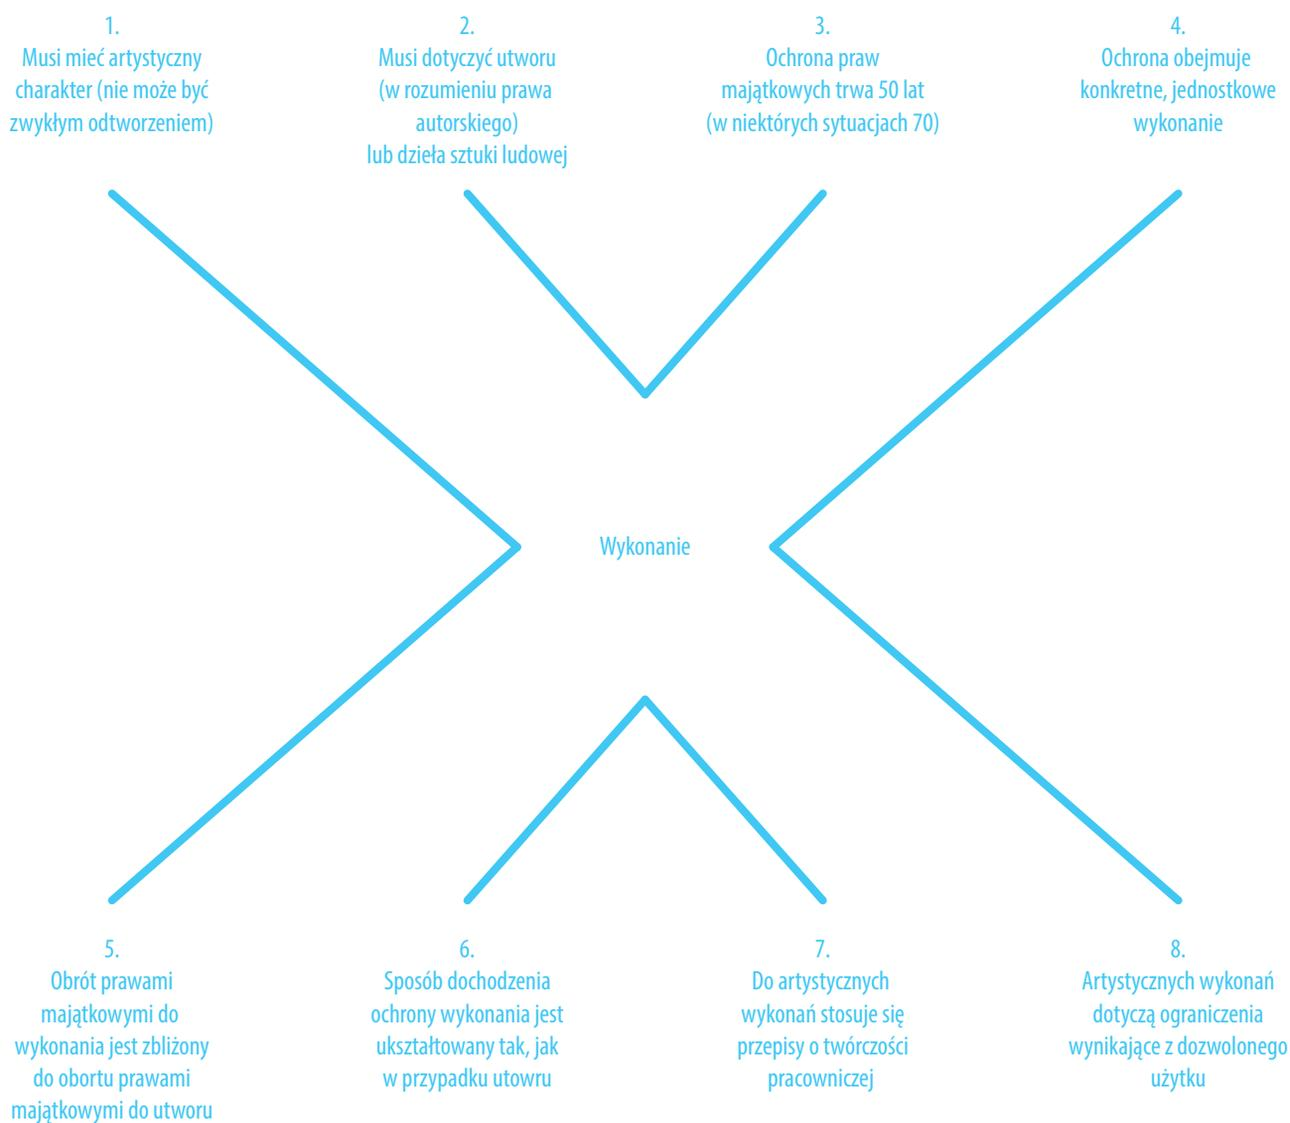 1.
Musi mieć artystyczny
charakter (nie może być
zwykłym odtworzeniem)
2.
Musi dotyczyć utworu
(w rozumieniu prawa
autorskiego)
lub dzieła sztuki ludowej
3.
Ochrona praw
majątkowych trwa 50 lat
(w niektórych sytuacjach 70)
4.
Ochrona obejmuje
konkretne, jednostkowe
wykonanie
Wykonanie
5.
Obrót prawami
majątkowymi do
wykonania jest zbliżony
do obortu prawami
majątkowymi do utworu
6.
Sposób dochodzenia
ochrony wykonania jest
ukształtowany tak, jak
w przypadku utowru
7.
Do artystycznych
wykonań stosuje się
przepisy o twórczości
pracowniczej
8.
Artystycznych wykonań
dotyczą ograniczenia
wynikające z dozwolonego
użytku